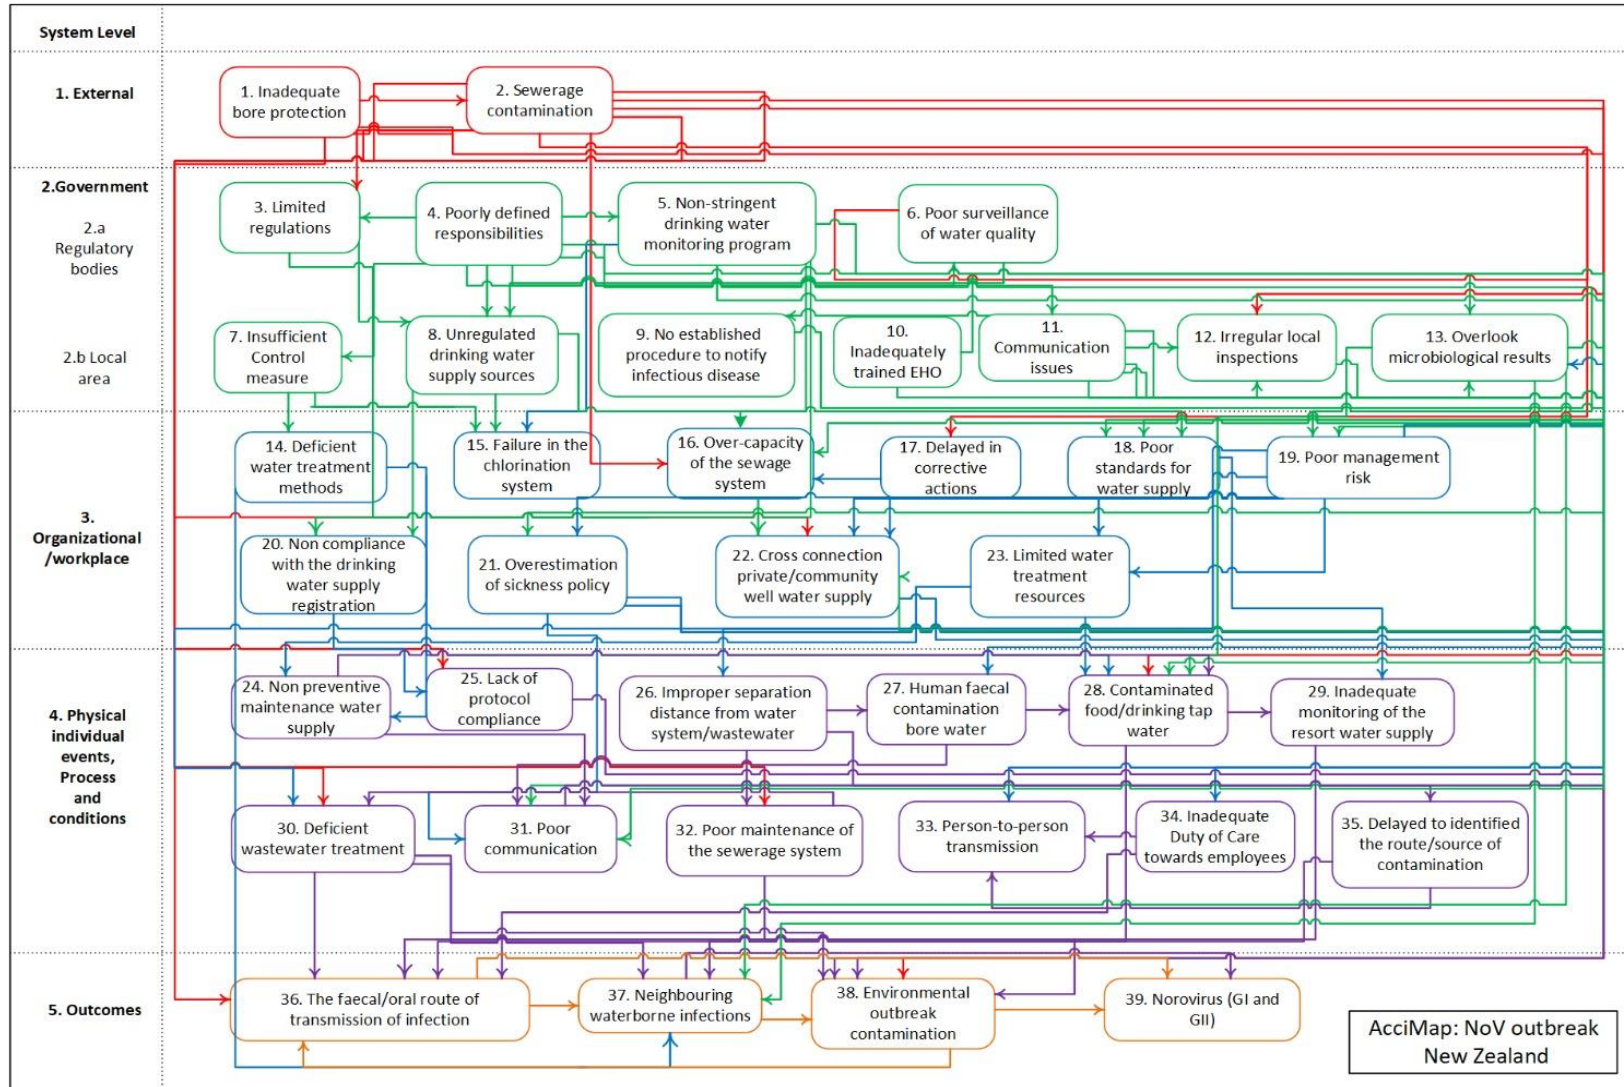 System Level
1. External
1. Inadequate
bore protection
2. Sewerage
contamination
2.Government
2.a
Regulatory
bodies
3. Limited
regulations
4. Poorly defined
responsibilities
5. Non-stringent
drinking water
monitoring program
6. Poor surveillance
of water quality
2.b Local
area
7. Insufficient
Control
measure
8. Unregulated
drinking water
supply sources
9. No established
procedure to notify
infectious disease
10.
Inadequately
trained EHO
11.
Communication
issues
12. Irregular local
inspections
13. Overlook
microbiological results
3.
Organizational
/workplace
14. Deficient
water treatment
methods
15. Failure in the
chlorination
system
16. Over-capacity
of the sewage
system
17. Delayed in
corrective
actions
18. Poor
standards for
water supply
19. Poor management
risk
20. Non compliance
with the drinking
water supply
registration
21. Overestimation
of sickness policy
22. Cross connection
private/community
well water supply
23. Limited water
treatment
resources
4. Physical
individual
events,
Process
and
conditions
24. Non preventive
maintenance water
supply
25. Lack of
protocol
compliance
26. Improper separation
distance from water
system/wastewater
27. Human faecal
contamination
bore water
28. Contaminated
food/drinking tap
water
29. Inadequate
monitoring of the
resort water supply
30. Deficient
wastewater treatment
31. Poor
communication
32. Poor maintenance of
the sewerage system
33. Person-to-person
transmission
34. Inadequate
Duty of Care
towards employees
35. Delayed to identified
the route/source of
contamination
5. Outcomes
36. The faecal/oral route of
transmission of infection
37. Neighbouring
waterborne infections
38. Environmental
outbreak
contamination
39. Norovirus (GI and
GII)
AcciMap: NoV outbreak
New Zealand